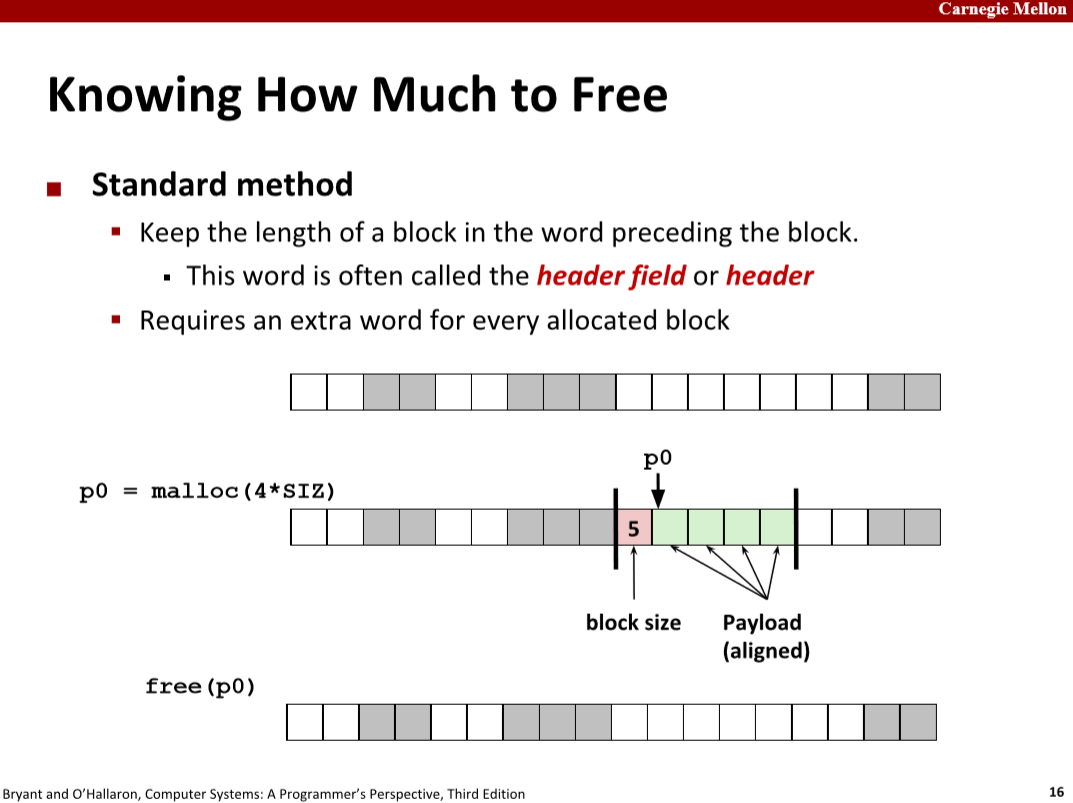 Carnegie Mellon
Knowing How Much to Free
Standard method
Keep the length of a block in the word preceding the block.
This word is often called the header field or header
Requires an extra word for every allocated block
p0
p0 = malloc(4*SIZ)
5
block size
Payload
(aligned)
free(p0)
Bryant and O’Hallaron, Computer Systems: A Programmer’s Perspective, Third Edition
16